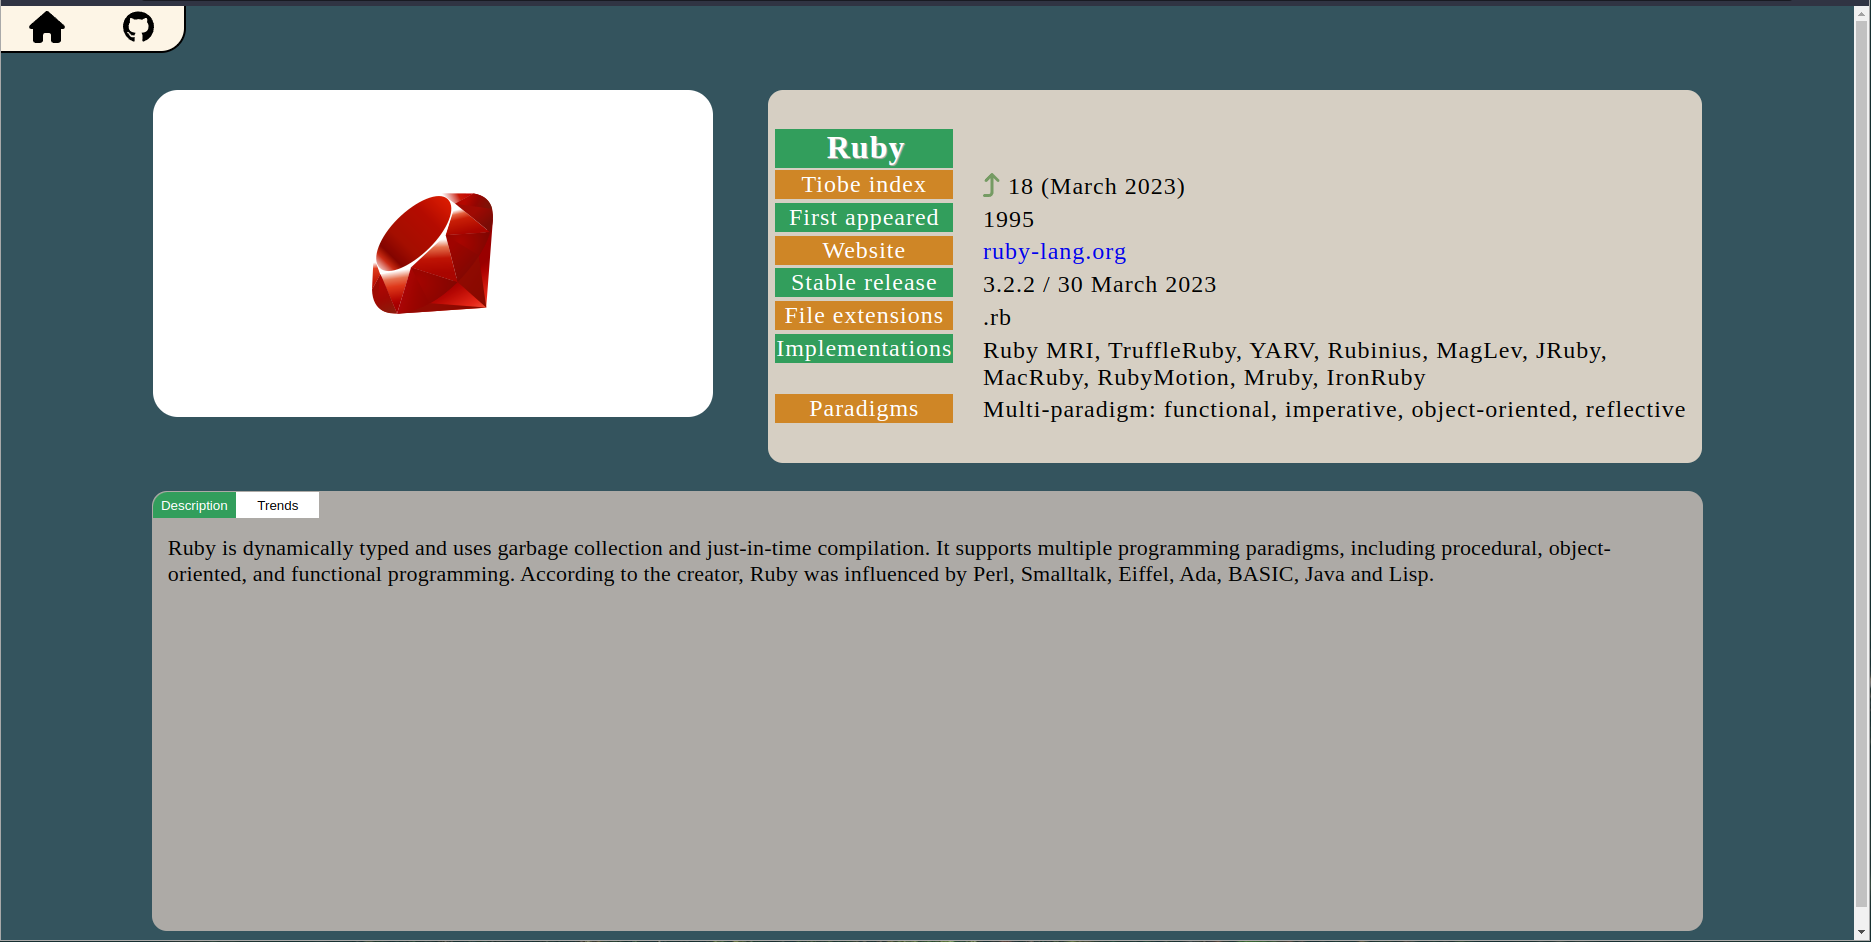 Ruby
Tiobe index
18 (March 2023)
First appeared
1995
Website
ruby-lang.org
Stable release
3.2.2 / 30 March 2023
File extensions
.rb
Implementations
Ruby MRI, TruffleRuby, YARV, Rubinius, MagLev, JRuby,
MacRuby, RubyMotion, Mruby, IronRuby
Paradigms
Multi-paradigm: functional, imperative, object-oriented, reflective
Description
Trends
Ruby is dynamically typed and uses garbage collection and just-in-time compilation. It supports multiple programming paradigms, including procedural, object-
oriented, and functional programming. According to the creator, Ruby was influenced by Perl, Smalltalk, Eiffel, Ada, BASIC, Java and Lisp.